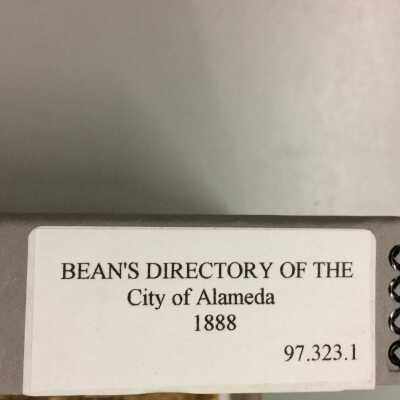 BEAN'S DIRECTORY OF THE
City of Alameda
1888
97.323.1